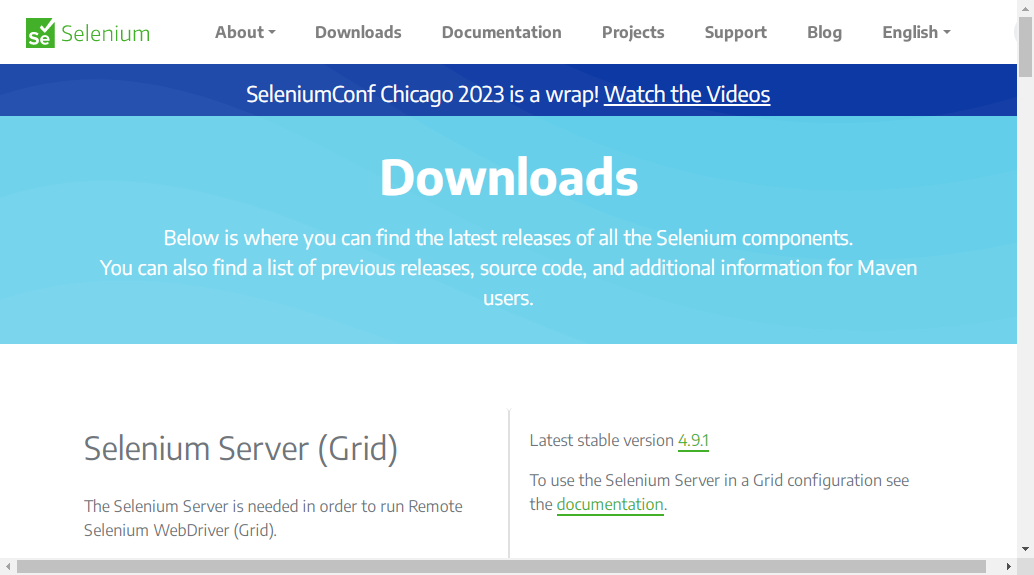 Se Selenium
About Downloads Documentation Projects Support Blog English
SeleniumConf Chicago 2023 is a wrap! Watch the Videos
Downloads
Below is where you can find the latest releases of all the Selenium components.
You can also find a list of previous releases, source code, and additional information for Maven
users.
Selenium Server (Grid)
The Selenium Server is needed in order to run Remote
Selenium WebDriver (Grid).
Latest stable version 4.9.1
To use the Selenium Server in a Grid configuration see
the documentation.